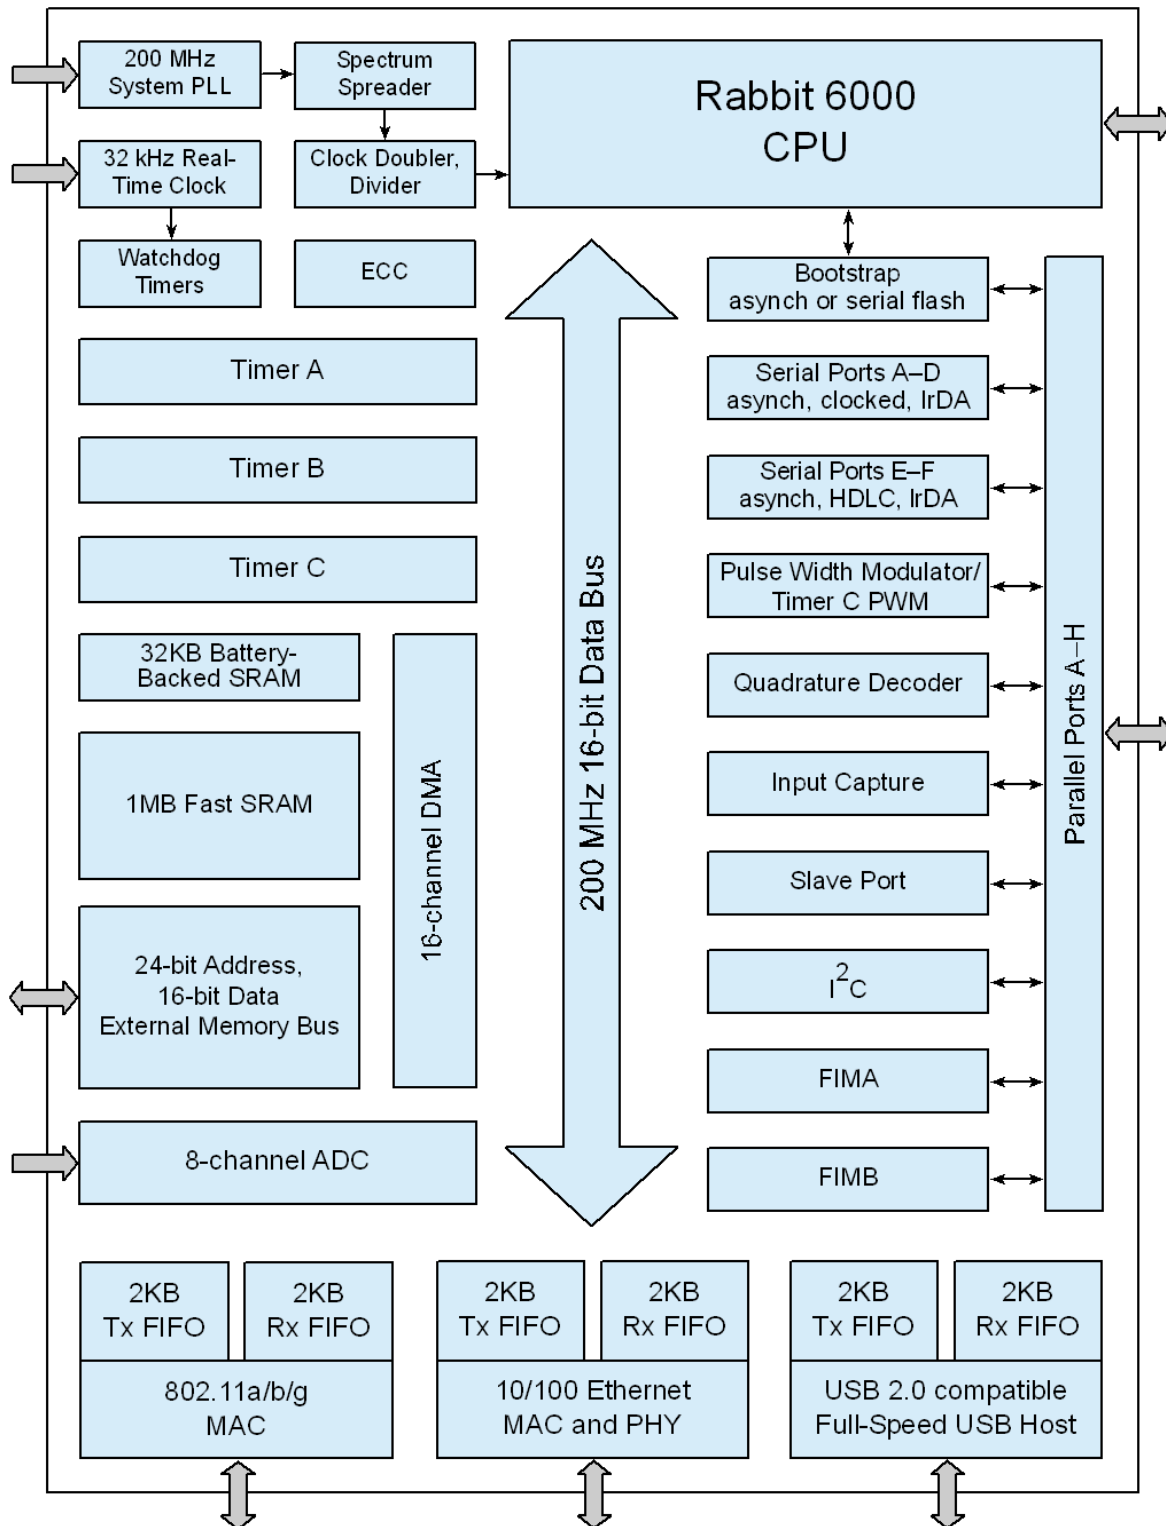 200 MHz
System PLL
Spectrum
Spreader
Rabbit 6000
CPU
32 kHz Real-
Time Clock
Clock Doubler,
Divider
Watchdog
Timers
ECC
Bootstrap
asynch or serial flash
Timer A
Serial Ports A–D
asynch, clocked, IrDA
Timer B
Serial Ports E–F
asynch, HDLC, IrDA
Timer C
Pulse Width Modulator/
Timer C PWM
32KB Battery-
Backed SRAM
Quadrature Decoder
1MB Fast SRAM
Input Capture
16-channel DMA
200 MHz 16-bit Data Bus
Parallel Ports A–H
Slave Port
24-bit Address,
16-bit Data
External Memory Bus
I²C
FIMA
8-channel ADC
FIMB
2KB
Tx FIFO
2KB
Rx FIFO
802.11a/b/g
MAC
2KB
Tx FIFO
2KB
Rx FIFO
10/100 Ethernet
MAC and PHY
2KB
Tx FIFO
2KB
Rx FIFO
USB 2.0 compatible
Full-Speed USB Host